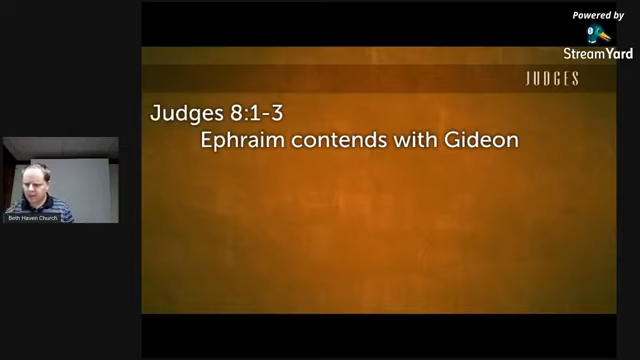 Powered by
StreamYard
JUDGES
Judges 8:1-3
Ephraim contends with Gideon
Beth Haven Church